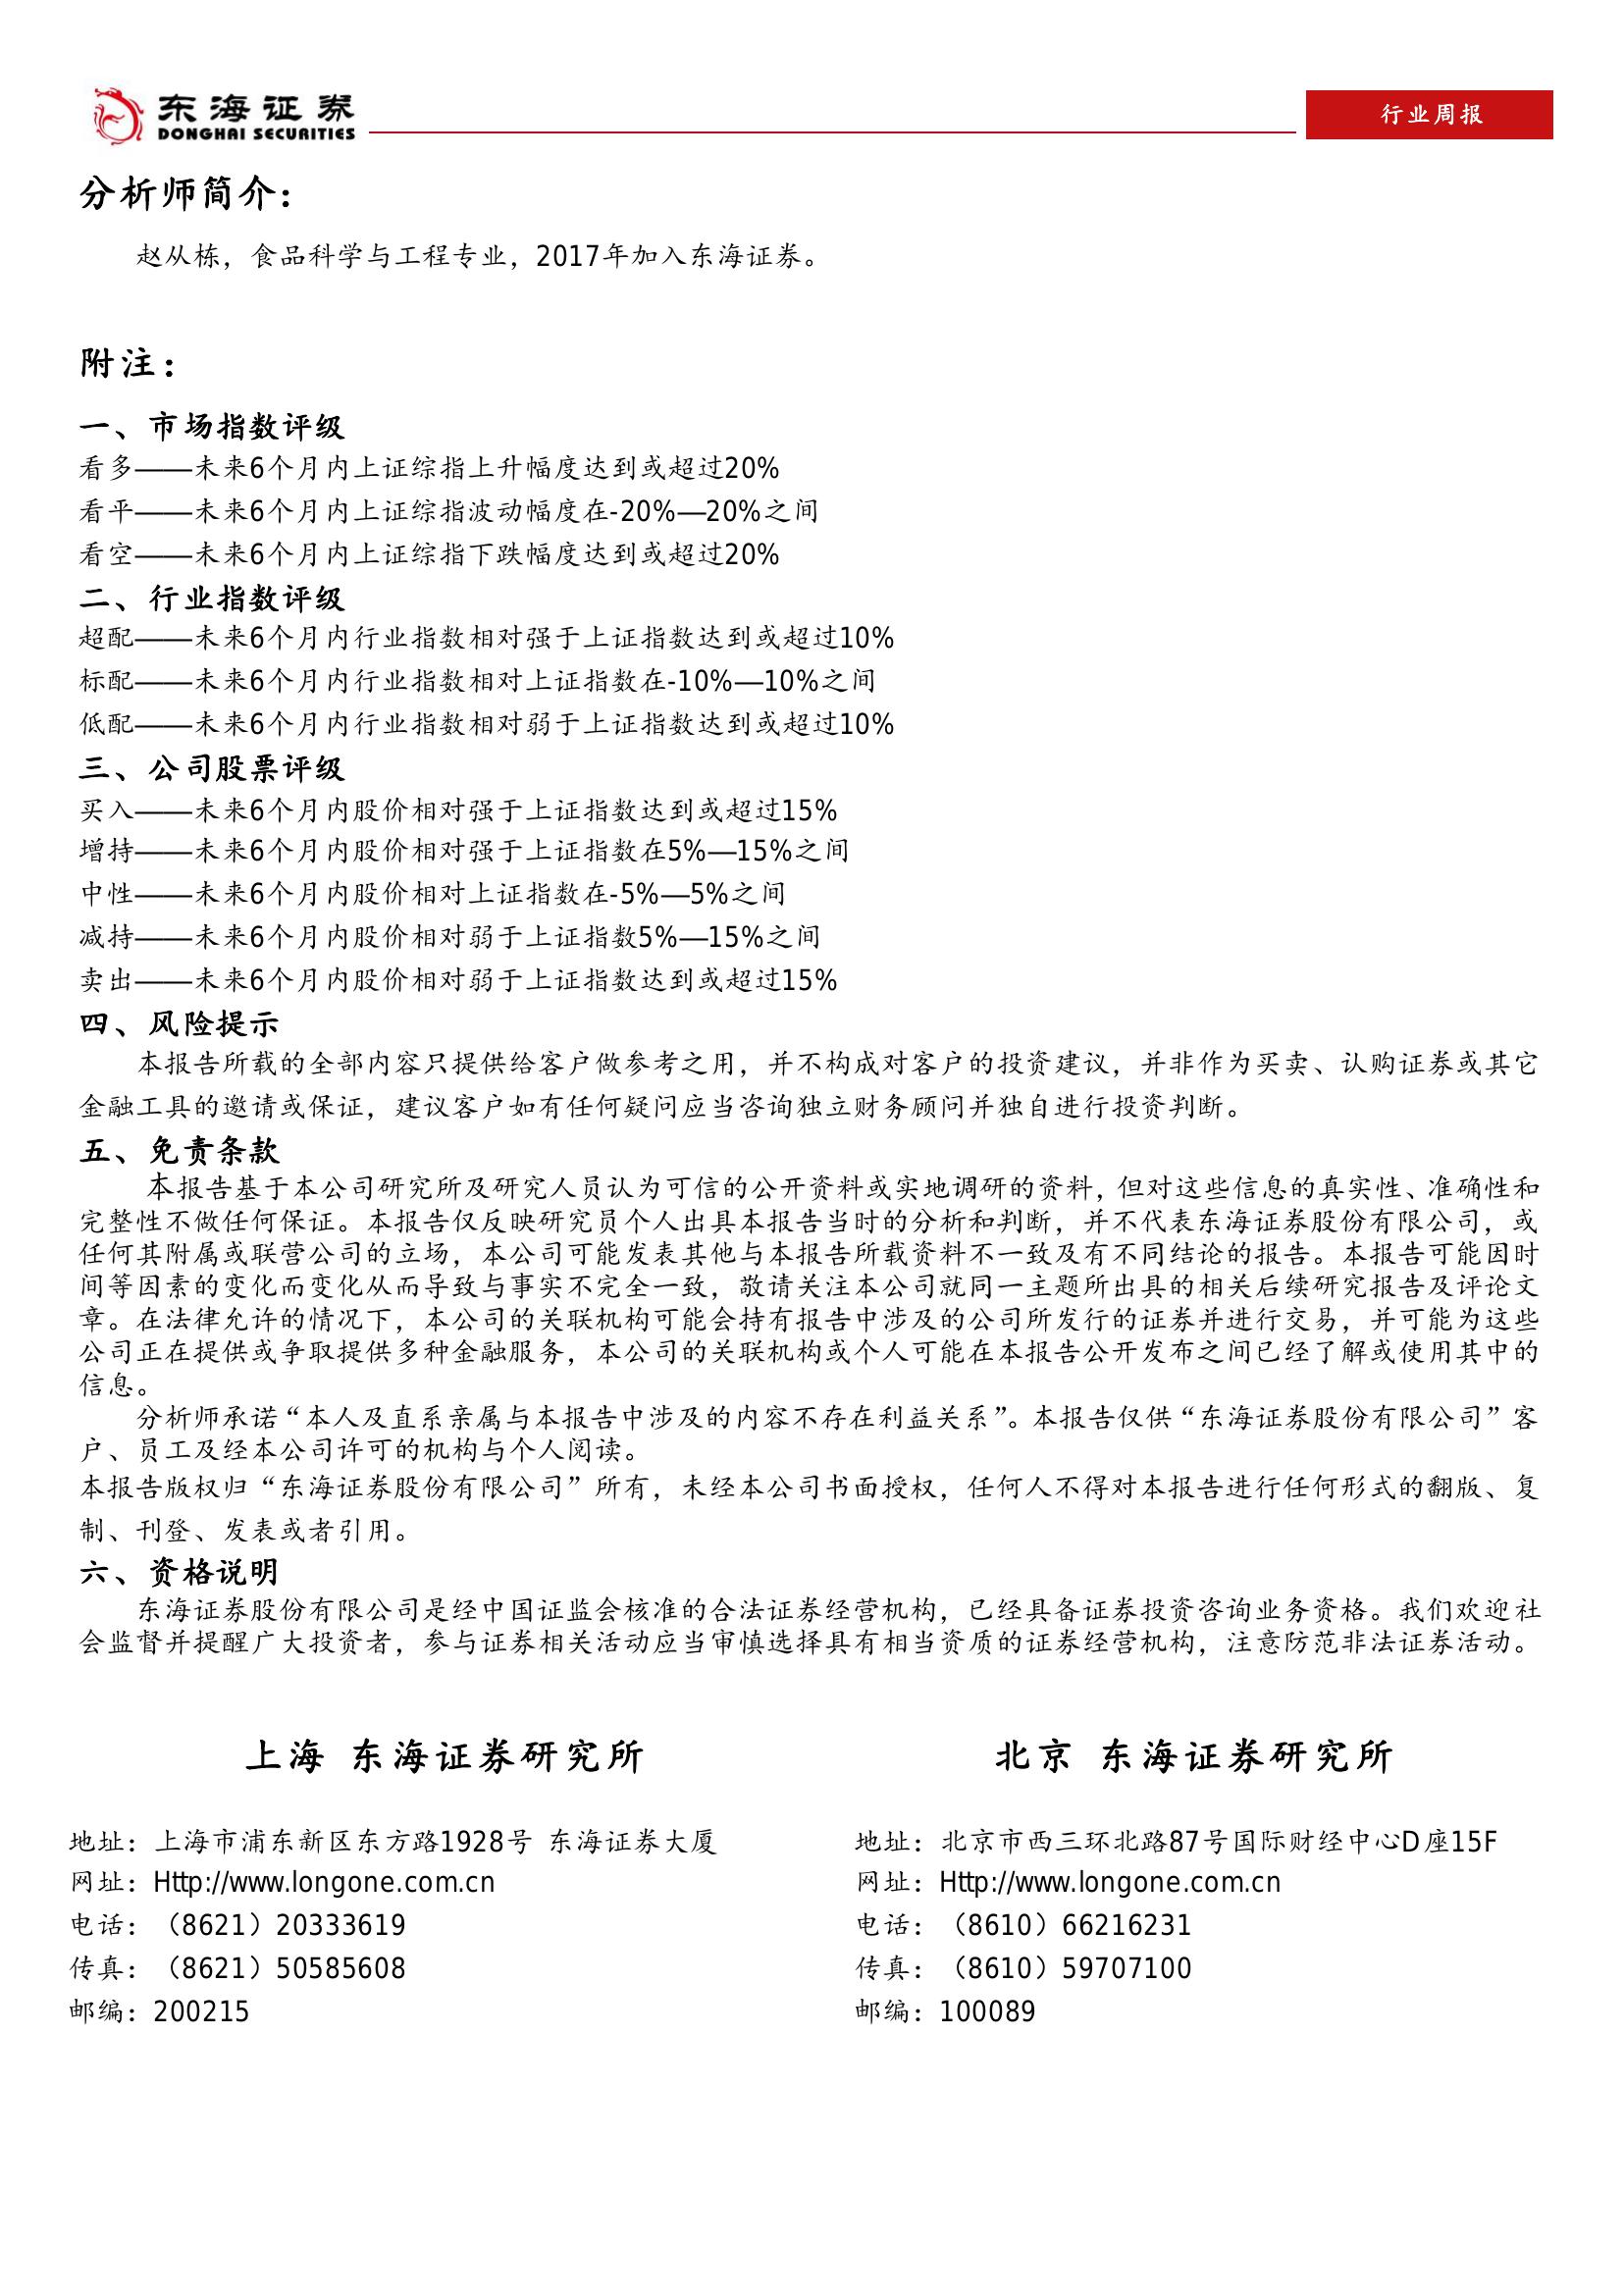 东海证券
DONGHAI SECURITIES
行业周报
分析师简介:
赵从栋，食品科学与工程专业，2017年加入东海证券。
附注:
一、市场指数评级
看多——未来6个月内上证综指上升幅度达到或超过20%
看平——未来6个月内上证综指波动幅度在-20%—20%之间
看空——未来6个月内上证综指下跌幅度达到或超过20%
二、行业指数评级
超配——未来6个月内行业指数相对强于上证指数达到或超过10%
标配——未来6个月内行业指数相对上证指数在-10%—10%之间
低配——未来6个月内行业指数相对弱于上证指数达到或超过10%
三、公司股票评级
买入——未来6个月内股价相对强于上证指数达到或超过15%
增持——未来6个月内股价相对强于上证指数在5%—15%之间
中性——未来6个月内股价相对上证指数在-5%—5%之间
减持——未来6个月内股价相对弱于上证指数5%—15%之间
卖出——未来6个月内股价相对弱于上证指数达到或超过15%
四、风险提示
本报告所载的全部内容只提供给客户做参考之用，并不构成对客户的投资建议，并非作为买卖、认购证券或其它
金融工具的邀请或保证，建议客户如有任何疑问应当咨询独立财务顾问并独自进行投资判断。
五、免责条款
本报告基于本公司研究所及研究人员认为可信的公开资料或实地调研的资料，但对这些信息的真实性、准确性和
完整性不做任何保证。本报告仅反映研究员个人出具本报告当时的分析和判断，并不代表东海证券股份有限公司，或
任何其附属或联营公司的立场，本公司可能发表其他与本报告所载资料不一致及有不同结论的报告。本报告可能因时
间等因素的变化而变化从而导致与事实不完全一致，敬请关注本公司就同一主题所出具的相关后续研究报告及评论文
章。在法律允许的情况下，本公司的关联机构可能会持有报告中涉及的公司所发行的证券并进行交易，并可能为这些
公司正在提供或争取提供多种金融服务，本公司的关联机构或个人可能在本报告公开发布之间已经了解或使用其中的
信息。
分析师承诺“本人及直系亲属与本报告中涉及的内容不存在利益关系”。本报告仅供“东海证券股份有限公司”客
户、员工及经本公司许可的机构与个人阅读。
本报告版权归“东海证券股份有限公司”所有，未经本公司书面授权，任何人不得对本报告进行任何形式的翻版、复
制、刊登、发表或者引用。
六、资格说明
东海证券股份有限公司是经中国证监会核准的合法证券经营机构，已经具备证券投资咨询业务资格。我们欢迎社
会监督并提醒广大投资者，参与证券相关活动应当审慎选择具有相当资质的证券经营机构，注意防范非法证券活动。
上海 东海证券研究所
地址：上海市浦东新区东方路1928号 东海证券大厦
网址：Http://www.longone.com.cn
电话：（8621）20333619
传真：（8621）50585608
邮编：200215
北京 东海证券研究所
地址：北京市西三环北路87号国际财经中心D座15F
网址：Http://www.longone.com.cn
电话：（8610）66216231
传真：（8610）59707100
邮编：100089